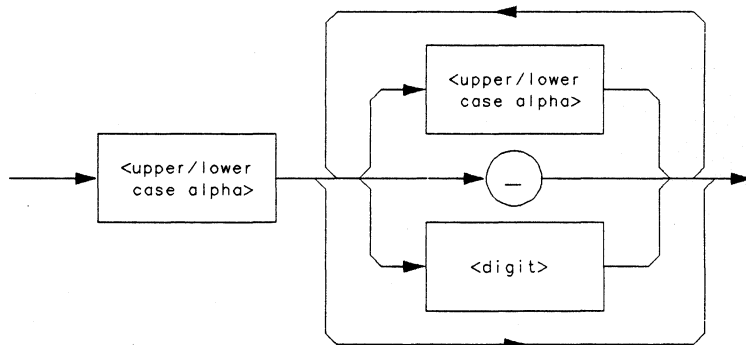 <upper/lower
case alpha>
<upper/lower
case alpha>
_
<digit>